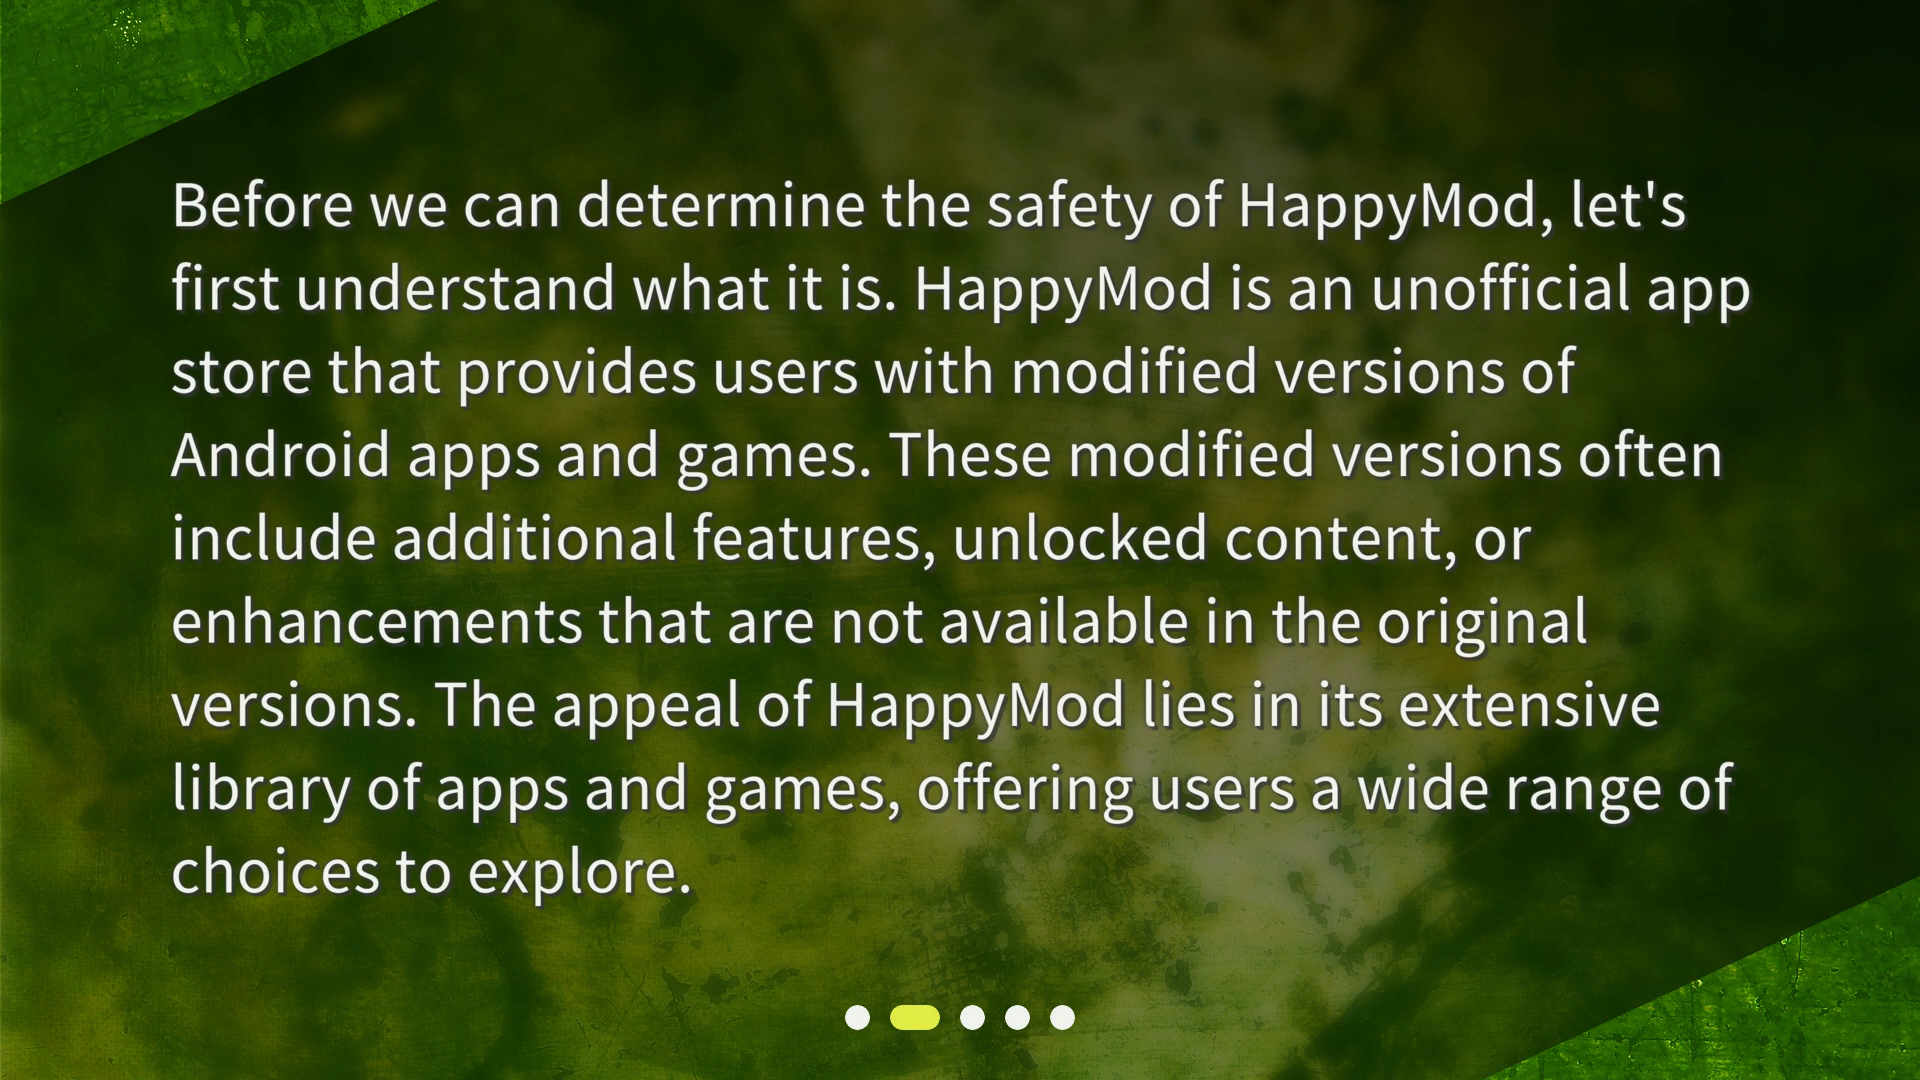 Before we can determine the safety of HappyMod, let's
first understand what it is. HappyMod is an unofficial app
store that provides users with modified versions of
Android apps and games. These modified versions often
include additional features, unlocked content, or
enhancements that are not available in the original
versions. The appeal of HappyMod lies in its extensive
library of apps and games, offering users a wide range of
choices to explore.